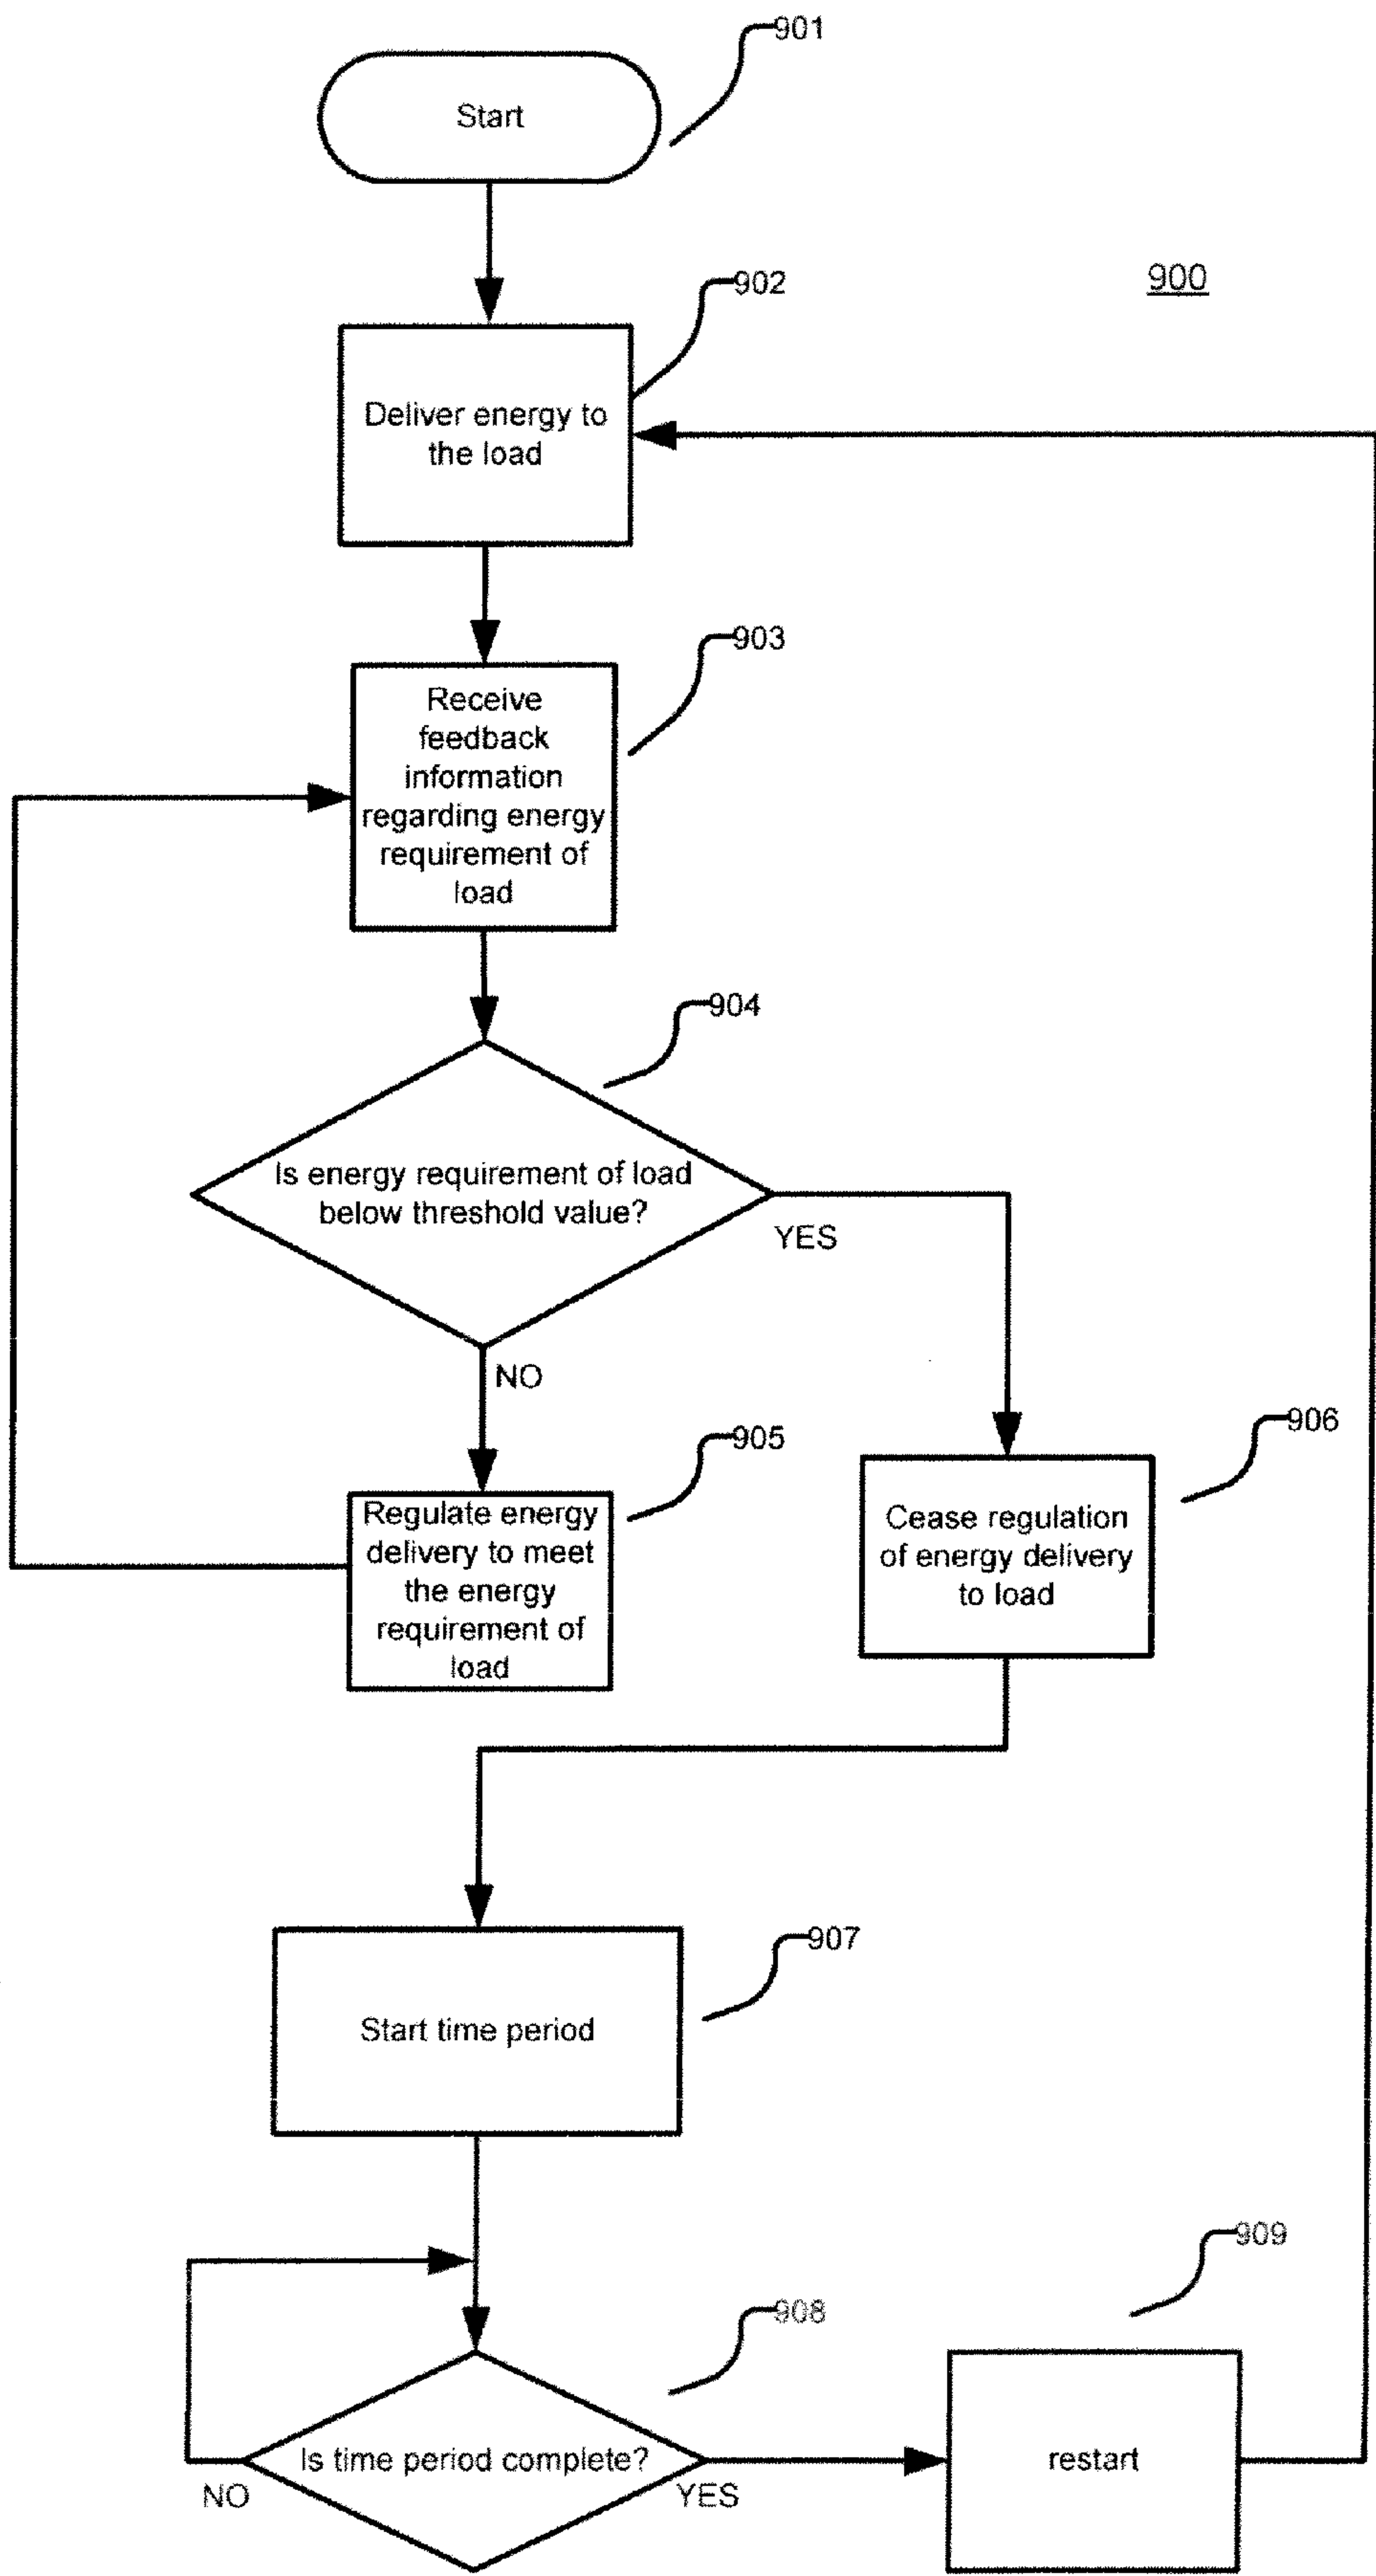 901
Start
902
900
Deliver energy to
the load
903
Receive
feedback
information
regarding energy
requirement of
load
904
Is energy requirement of load
below threshold value?
YES
NO
905
906
Regulate energy
delivery to meet
the energy
requirement of
load
Cease regulation
of energy delivery
to load
907
Start time period
909
908
Is time period complete?
restart
NO
YES